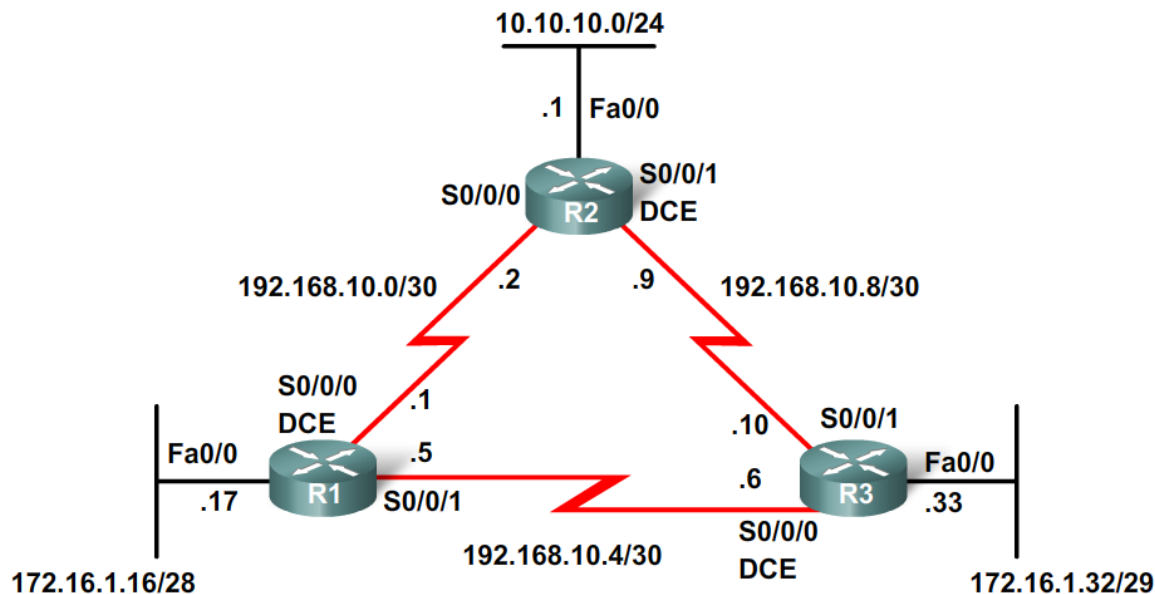 10.10.10.0/24
.1
Fa0/0
S0/0/0
S0/0/1
DCE
R2
192.168.10.0/30
.2
.9
192.168.10.8/30
S0/0/0
DCE
.1
.10
S0/0/1
Fa0/0
.17
R1
.5
S0/0/1
.6
R3
Fa0/0
.33
S0/0/0
DCE
192.168.10.4/30
172.16.1.16/28
172.16.1.32/29